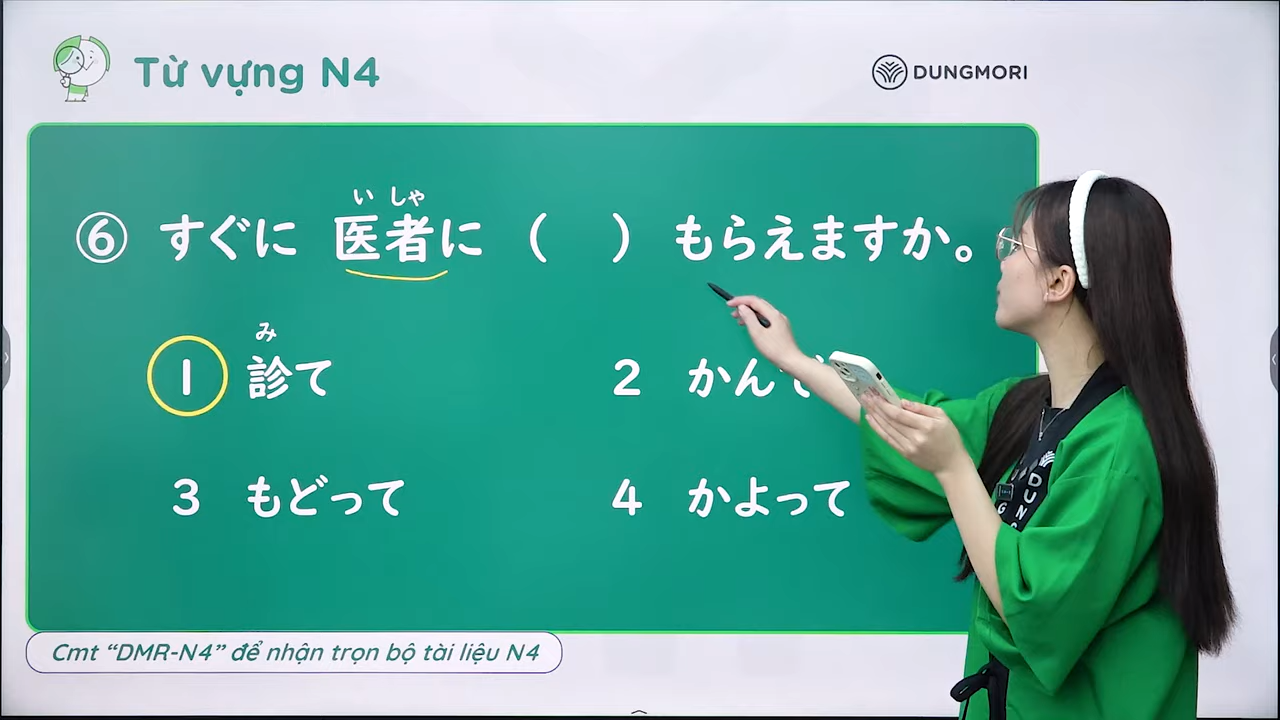 Từ vựng N4
DUNGMORI
い しゃ
⑥ すぐに 医者に ( ) もらえますか。
み
1 診て
2 かんで
3 もどって
4 かよって
Cmt “DMR-N4” để nhận trọn bộ tài liệu N4